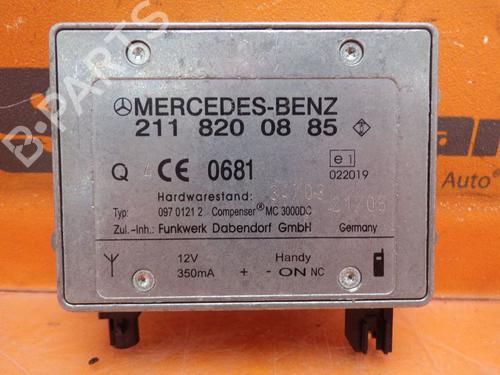 B-PARTS
MERCEDES-BENZ
211 820 08 85
Q 4 CE 0681
e1
022019
Hardwarestand:
Typ: 097 0121 2 Compenser® MC 3000DC
Zul.-Inh.: Funkwerk Dabendorf GmbH Germany
12V Handy
350mA + - ON NC
Auto